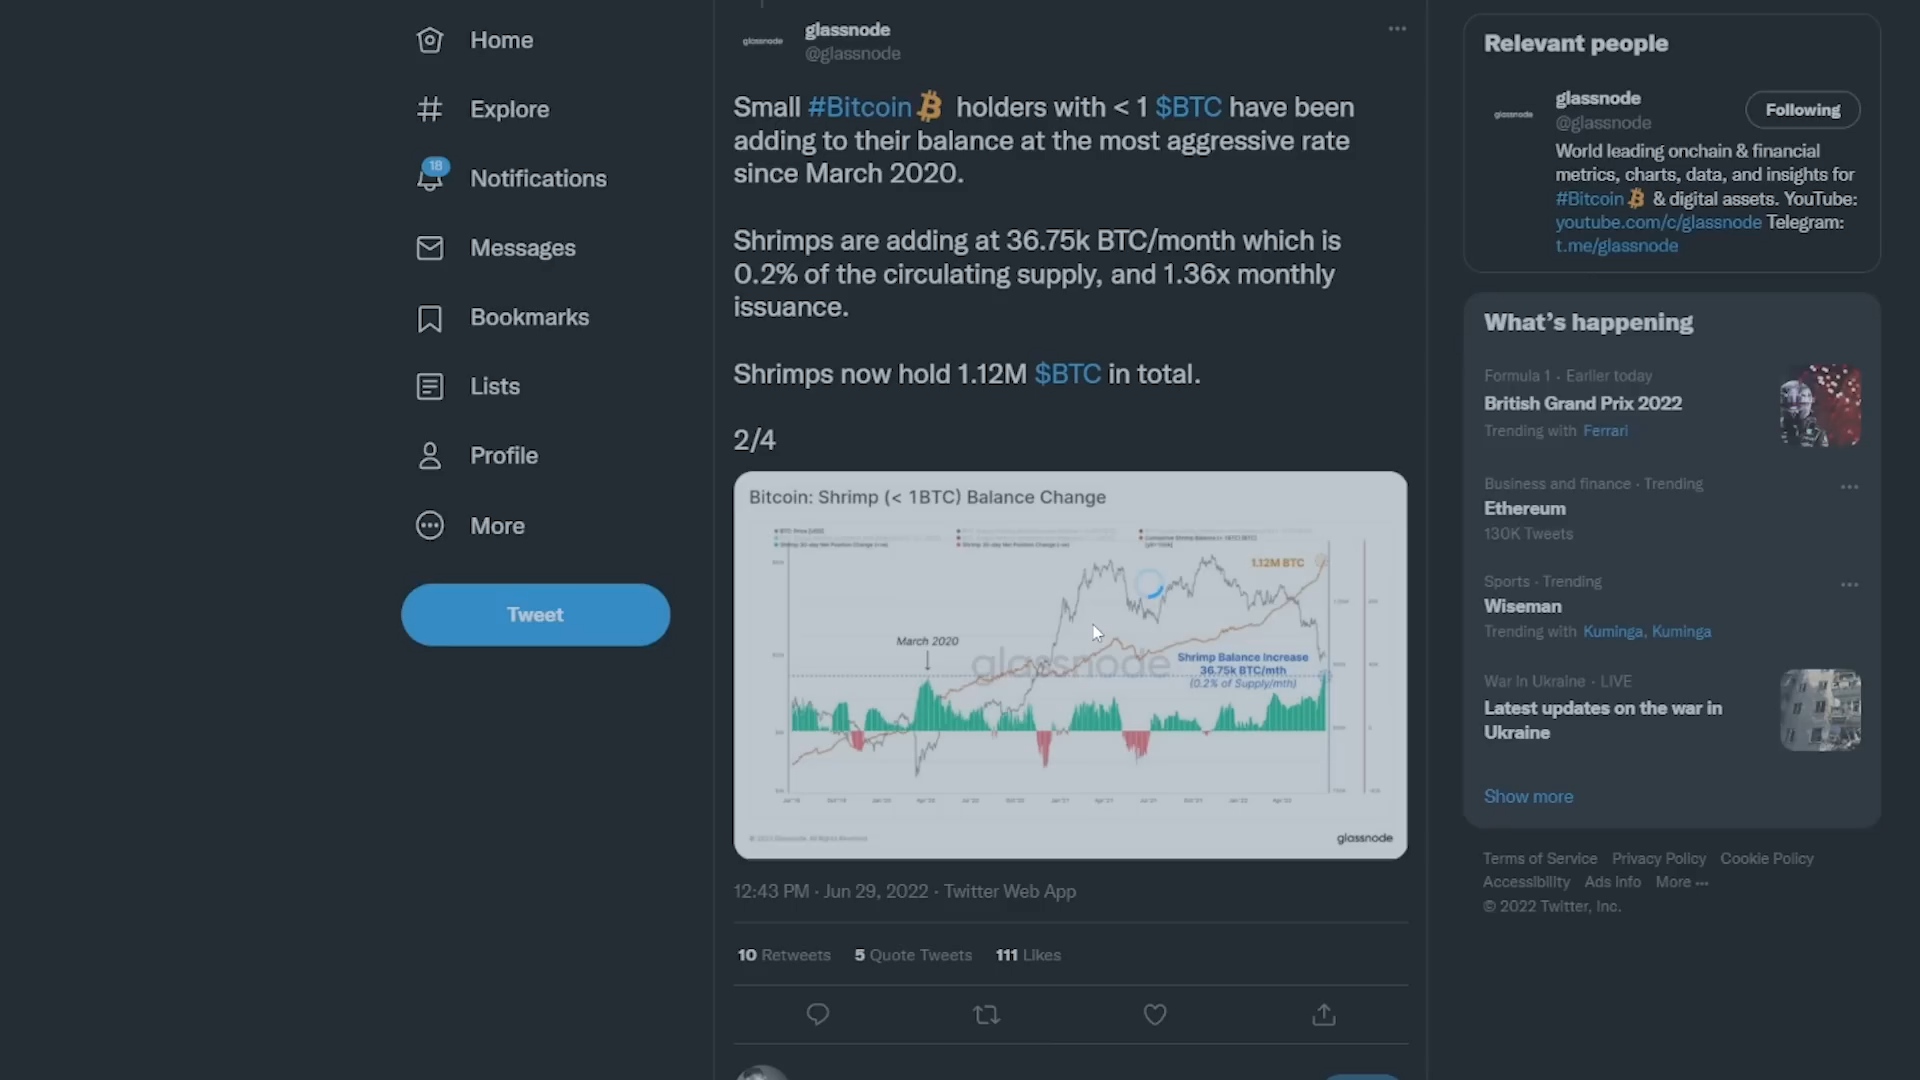 Home
Explore
18
Notifications
Messages
Bookmarks
Lists
Profile
More
Tweet
glassnode
glassnode
@glassnode
Small #Bitcoin holders with < 1 $BTC have been
adding to their balance at the most aggressive rate
since March 2020.
Shrimps are adding at 36.75k BTC/month which is
0.2% of the circulating supply, and 1.36x monthly
issuance.
Shrimps now hold 1.12M $BTC in total.
2/4
Bitcoin: Shrimp (< 1BTC) Balance Change
1.12M BTC
March 2020
glassnode
Shrimp Balance Increase
36.75k BTC/mth
(0.2% of Supply/mth)
glassnode
12:43 PM · Jun 29, 2022 · Twitter Web App
10 Retweets 5 Quote Tweets 111 Likes
Relevant people
glassnode
glassnode
@glassnode
Following
World leading onchain & financial
metrics, charts, data, and insights for
#Bitcoin & digital assets. YouTube:
youtube.com/c/glassnode Telegram:
t.me/glassnode
What's happening
Formula 1 · Earlier today
British Grand Prix 2022
Trending with Ferrari
Business and finance · Trending
Ethereum
130K Tweets
Sports · Trending
Wiseman
Trending with Kuminga, Kuminga
War in Ukraine · LIVE
Latest updates on the war in
Ukraine
Show more
Terms of Service Privacy Policy Cookie Policy
Accessibility Ads info More ...
© 2022 Twitter, Inc.